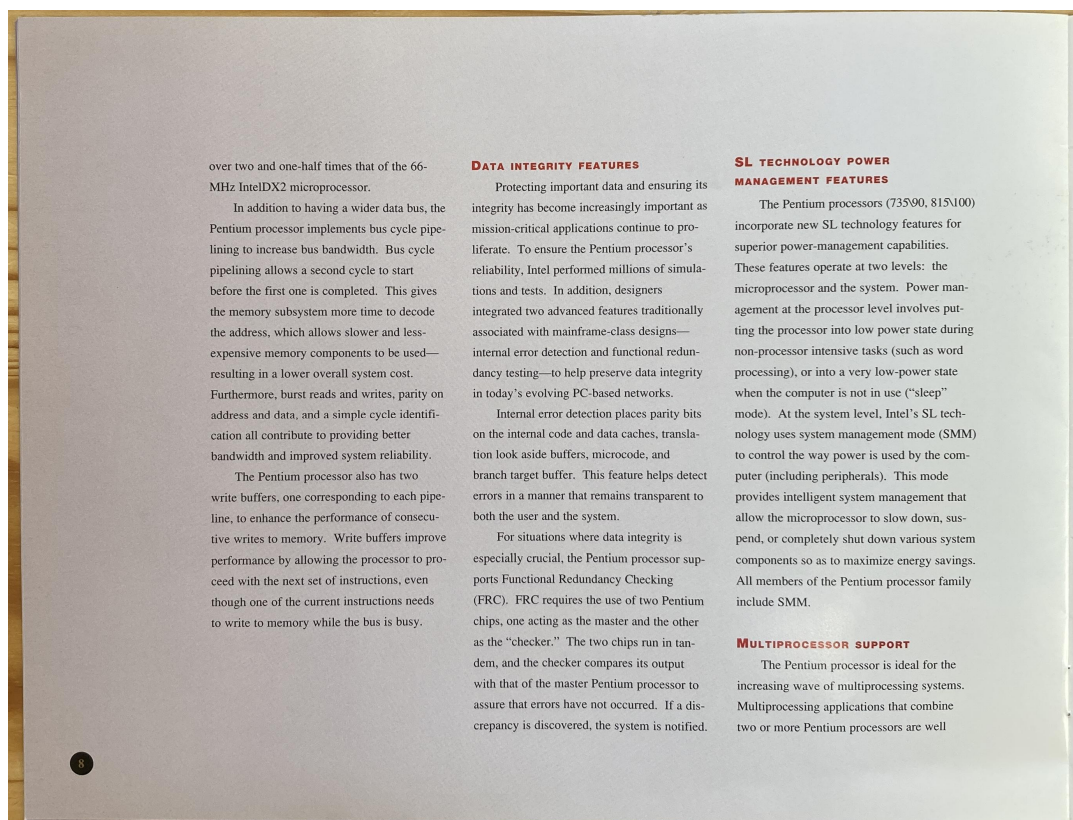 over two and one-half times that of the 66-
MHz IntelDX2 microprocessor.
In addition to having a wider data bus, the
Pentium processor implements bus cycle pipe-
lining to increase bus bandwidth. Bus cycle
pipelining allows a second cycle to start
before the first one is completed. This gives
the memory subsystem more time to decode
the address, which allows slower and less-
expensive memory components to be used—
resulting in a lower overall system cost.
Furthermore, burst reads and writes, parity on
address and data, and a simple cycle identifi-
cation all contribute to providing better
bandwidth and improved system reliability.
The Pentium processor also has two
write buffers, one corresponding to each pipe-
line, to enhance the performance of consecu-
tive writes to memory. Write buffers improve
performance by allowing the processor to pro-
ceed with the next set of instructions, even
though one of the current instructions needs
to write to memory while the bus is busy.
DATA INTEGRITY FEATURES
Protecting important data and ensuring its
integrity has become increasingly important as
mission-critical applications continue to pro-
liferate. To ensure the Pentium processor's
reliability, Intel performed millions of simula-
tions and tests. In addition, designers
integrated two advanced features traditionally
associated with mainframe-class designs—
internal error detection and functional redun-
dancy testing—to help preserve data integrity
in today's evolving PC-based networks.
Internal error detection places parity bits
on the internal code and data caches, transla-
tion look aside buffers, microcode, and
branch target buffer. This feature helps detect
errors in a manner that remains transparent to
both the user and the system.
For situations where data integrity is
especially crucial, the Pentium processor sup-
ports Functional Redundancy Checking
(FRC). FRC requires the use of two Pentium
chips, one acting as the master and the other
as the “checker.” The two chips run in tan-
dem, and the checker compares its output
with that of the master Pentium processor to
assure that errors have not occurred. If a dis-
crepancy is discovered, the system is notified.
SL TECHNOLOGY POWER
MANAGEMENT FEATURES
The Pentium processors (735\90, 815\100)
incorporate new SL technology features for
superior power-management capabilities.
These features operate at two levels: the
microprocessor and the system. Power man-
agement at the processor level involves put-
ting the processor into low power state during
non-processor intensive tasks (such as word
processing), or into a very low-power state
when the computer is not in use (“sleep”
mode). At the system level, Intel's SL tech-
nology uses system management mode (SMM)
to control the way power is used by the com-
puter (including peripherals). This mode
provides intelligent system management that
allow the microprocessor to slow down, sus-
pend, or completely shut down various system
components so as to maximize energy savings.
All members of the Pentium processor family
include SMM.
MULTIPROCESSOR SUPPORT
The Pentium processor is ideal for the
increasing wave of multiprocessing systems.
Multiprocessing applications that combine
two or more Pentium processors are well
8